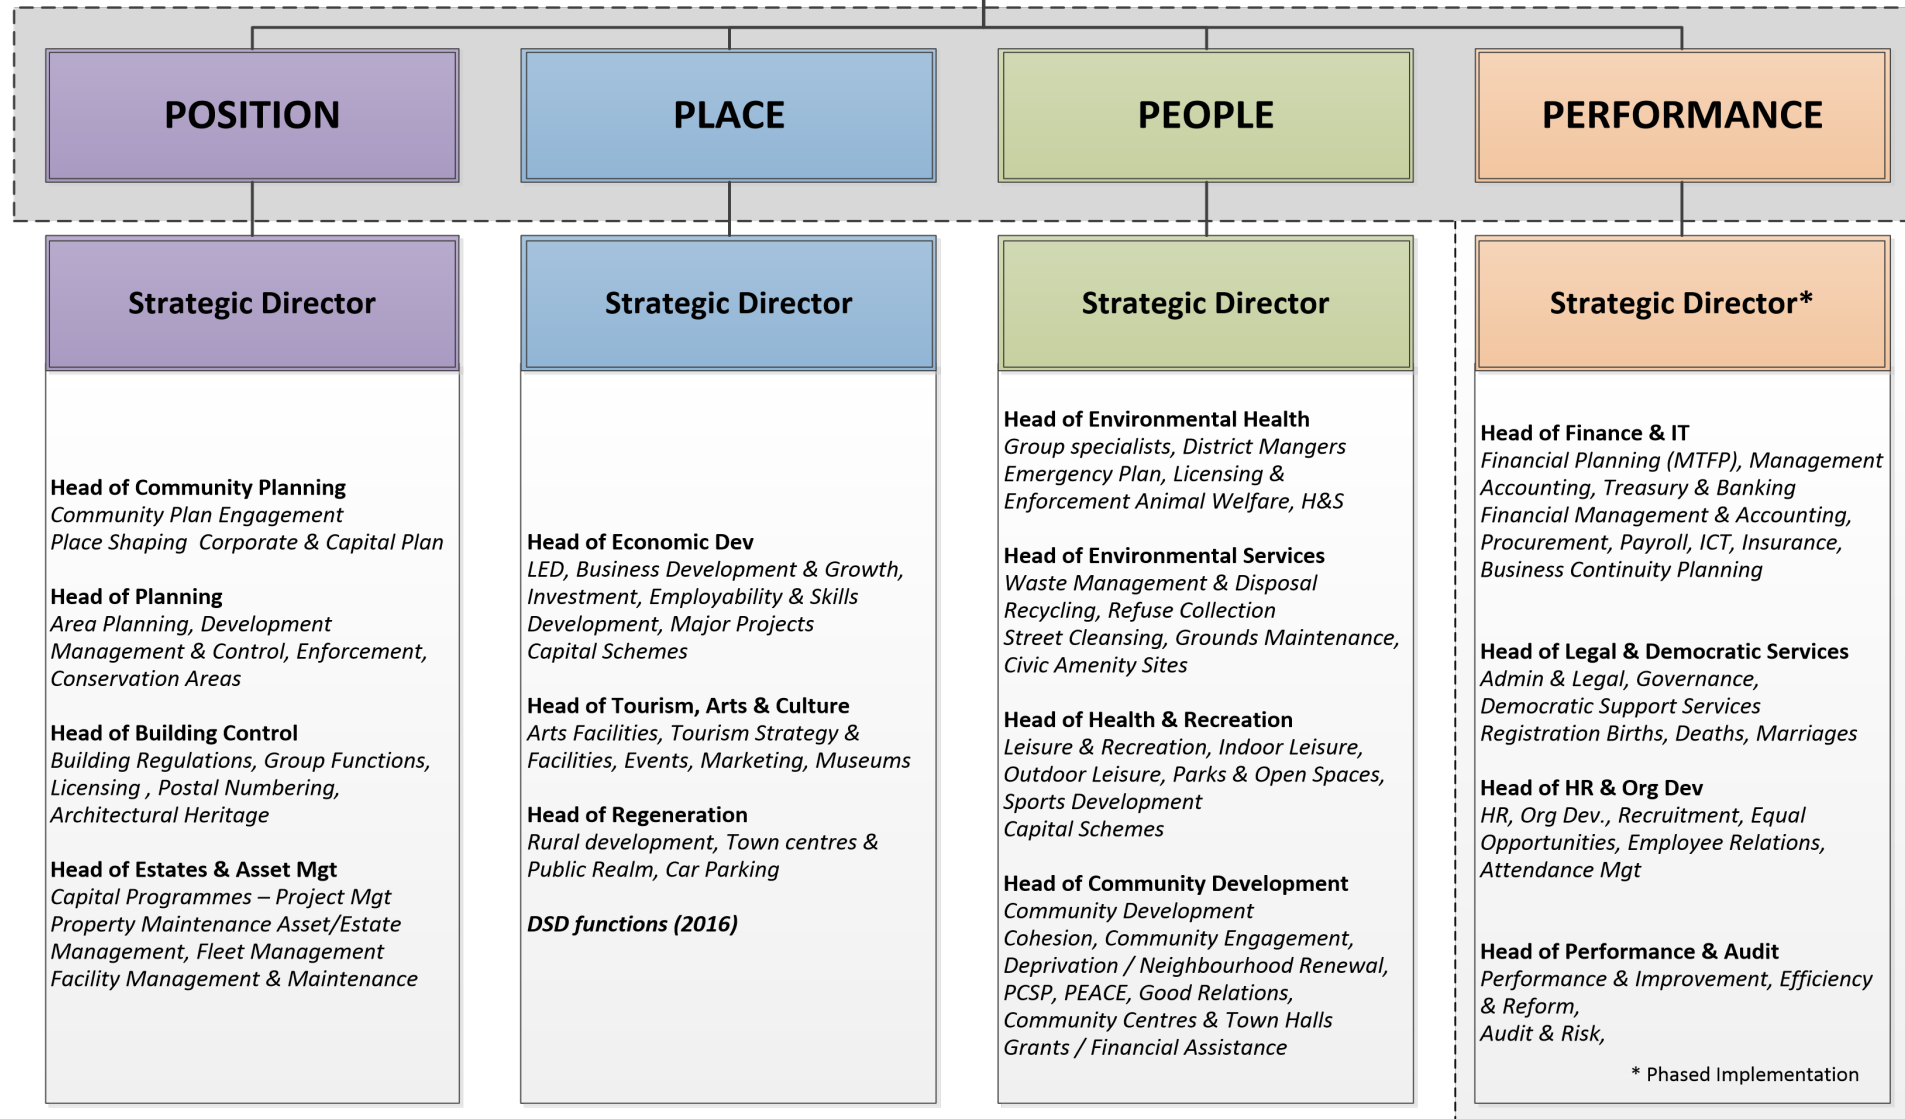 POSITION
PLACE
PEOPLE
PERFORMANCE
Strategic Director
Strategic Director
Strategic Director
Strategic Director*
Head of Community Planning
Community Plan Engagement
Place Shaping  Corporate & Capital Plan
Head of Planning
Area Planning, Development
Management & Control, Enforcement,
Conservation Areas
Head of Building Control
Building Regulations, Group Functions,
Licensing , Postal Numbering,
Architectural Heritage
Head of Estates & Asset Mgt
Capital Programmes – Project Mgt
Property Maintenance Asset/Estate
Management, Fleet Management
Facility Management & Maintenance
Head of Economic Dev
LED, Business Development & Growth,
Investment, Employability & Skills
Development, Major Projects
Capital Schemes
Head of Tourism, Arts & Culture
Arts Facilities, Tourism Strategy &
Facilities, Events, Marketing, Museums
Head of Regeneration
Rural development, Town centres &
Public Realm, Car Parking
DSD functions (2016)
Head of Environmental Health
Group specialists, District Mangers
Emergency Plan, Licensing &
Enforcement Animal Welfare, H&S
Head of Environmental Services
Waste Management & Disposal
Recycling, Refuse Collection
Street Cleansing, Grounds Maintenance,
Civic Amenity Sites
Head of Health & Recreation
Leisure & Recreation, Indoor Leisure,
Outdoor Leisure, Parks & Open Spaces,
Sports Development
Capital Schemes
Head of Community Development
Community Development
Cohesion, Community Engagement,
Deprivation / Neighbourhood Renewal,
PCSP, PEACE, Good Relations,
Community Centres & Town Halls
Grants / Financial Assistance
Head of Finance & IT
Financial Planning (MTFP), Management
Accounting, Treasury & Banking
Financial Management & Accounting,
Procurement, Payroll, ICT, Insurance,
Business Continuity Planning
Head of Legal & Democratic Services
Admin & Legal, Governance,
Democratic Support Services
Registration Births, Deaths, Marriages
Head of HR & Org Dev
HR, Org Dev., Recruitment, Equal
Opportunities, Employee Relations,
Attendance Mgt
Head of Performance & Audit
Performance & Improvement, Efficiency
& Reform,
Audit & Risk,
* Phased Implementation